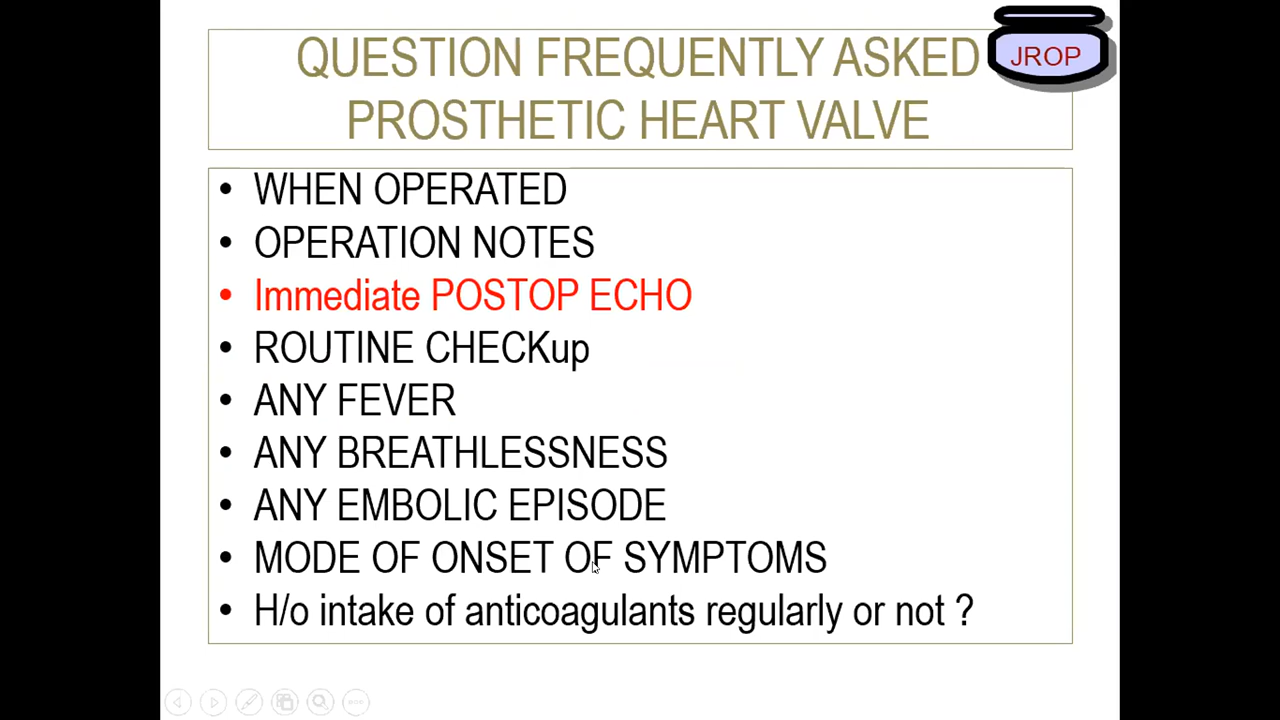 QUESTION FREQUENTLY ASKED
PROSTHETIC HEART VALVE
JROP
• WHEN OPERATED
• OPERATION NOTES
• Immediate POSTOP ECHO
• ROUTINE CHECKup
• ANY FEVER
• ANY BREATHLESSNESS
• ANY EMBOLIC EPISODE
• MODE OF ONSET OF SYMPTOMS
• H/o intake of anticoagulants regularly or not ?